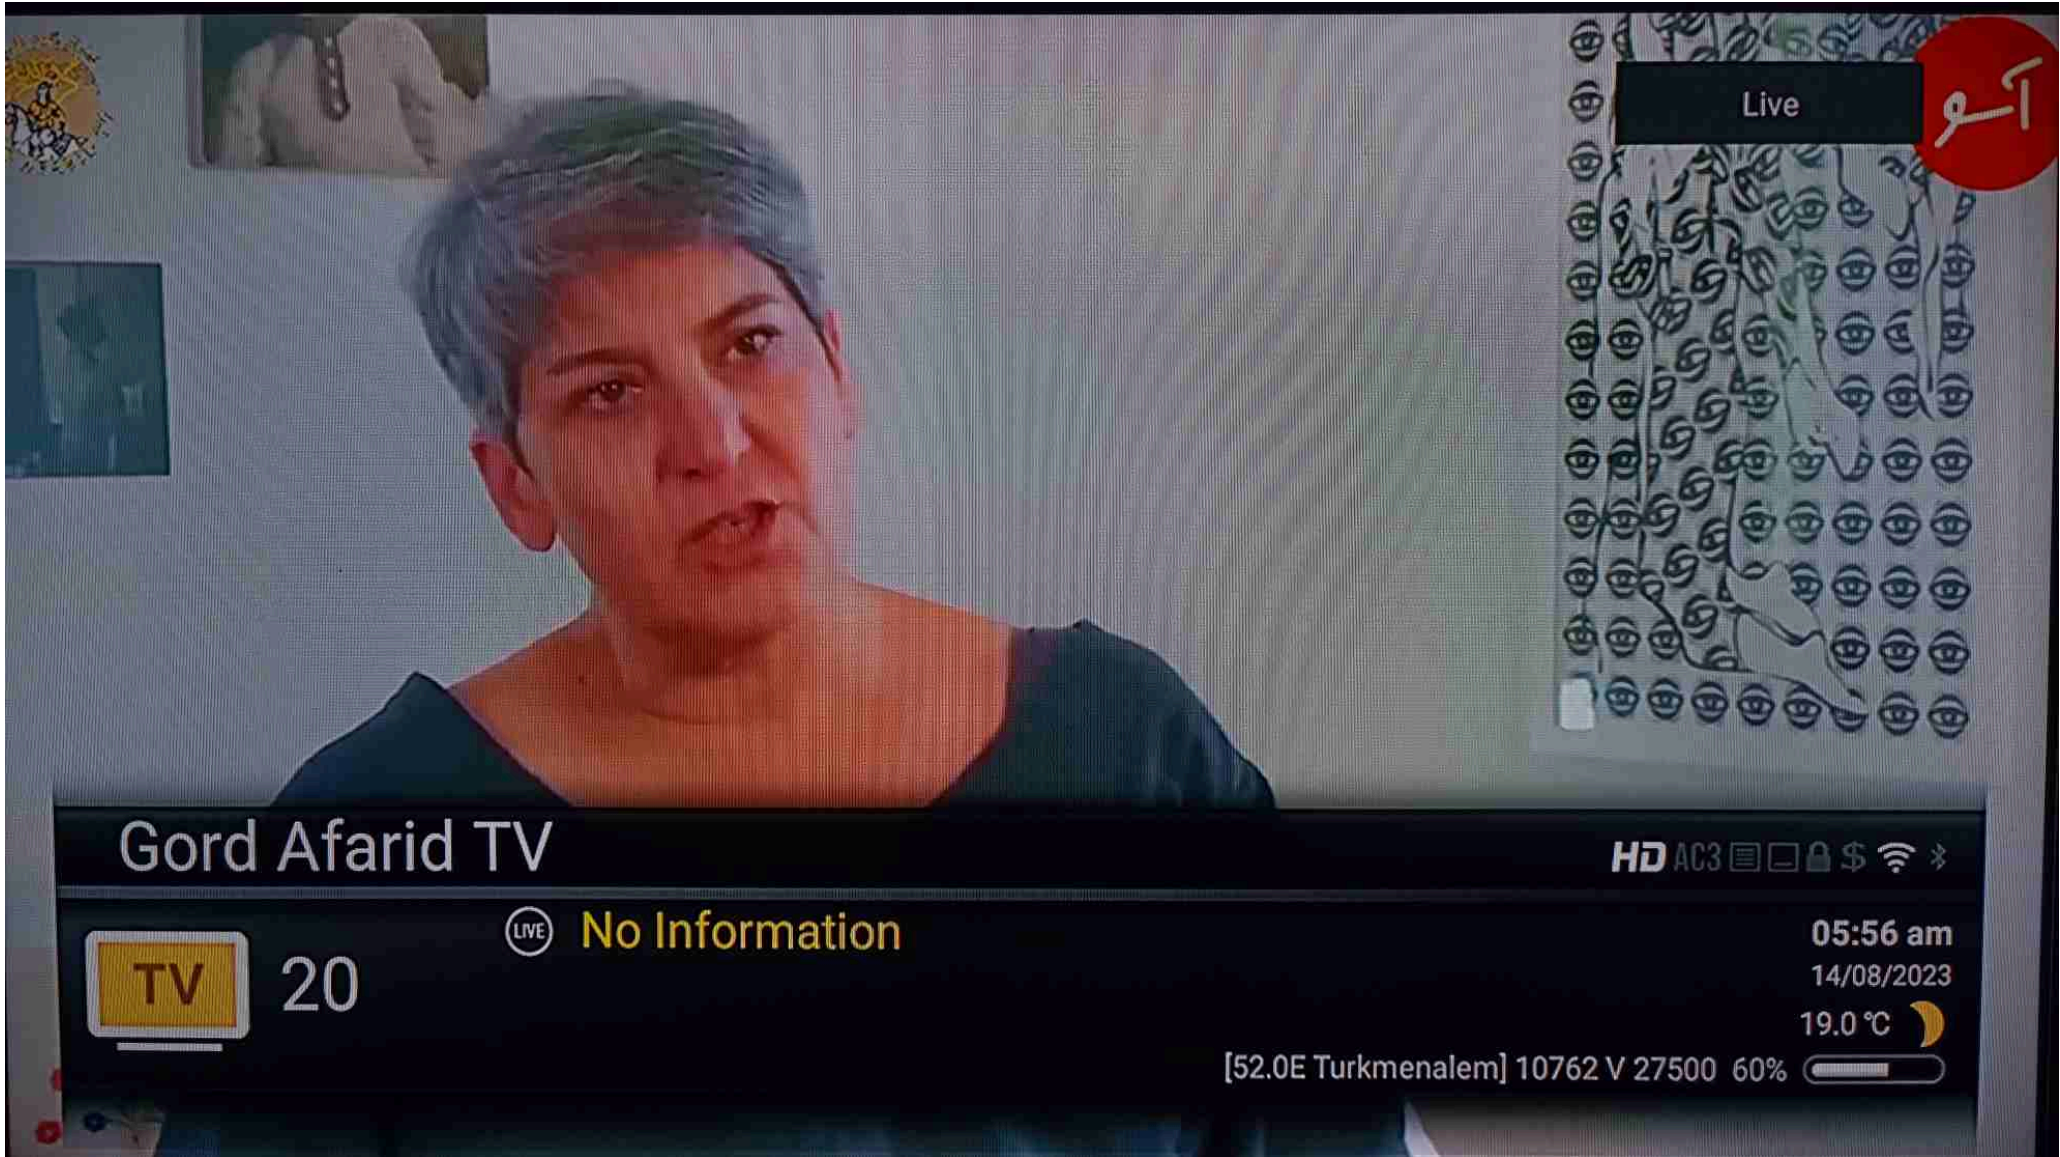 Live
آسو
Gord Afarid TV
HD AC3 $
TV 20
LIVE No Information
05:56 am
14/08/2023
19.0 °C
[52.0E Turkmenalem] 10762 V 27500 60%